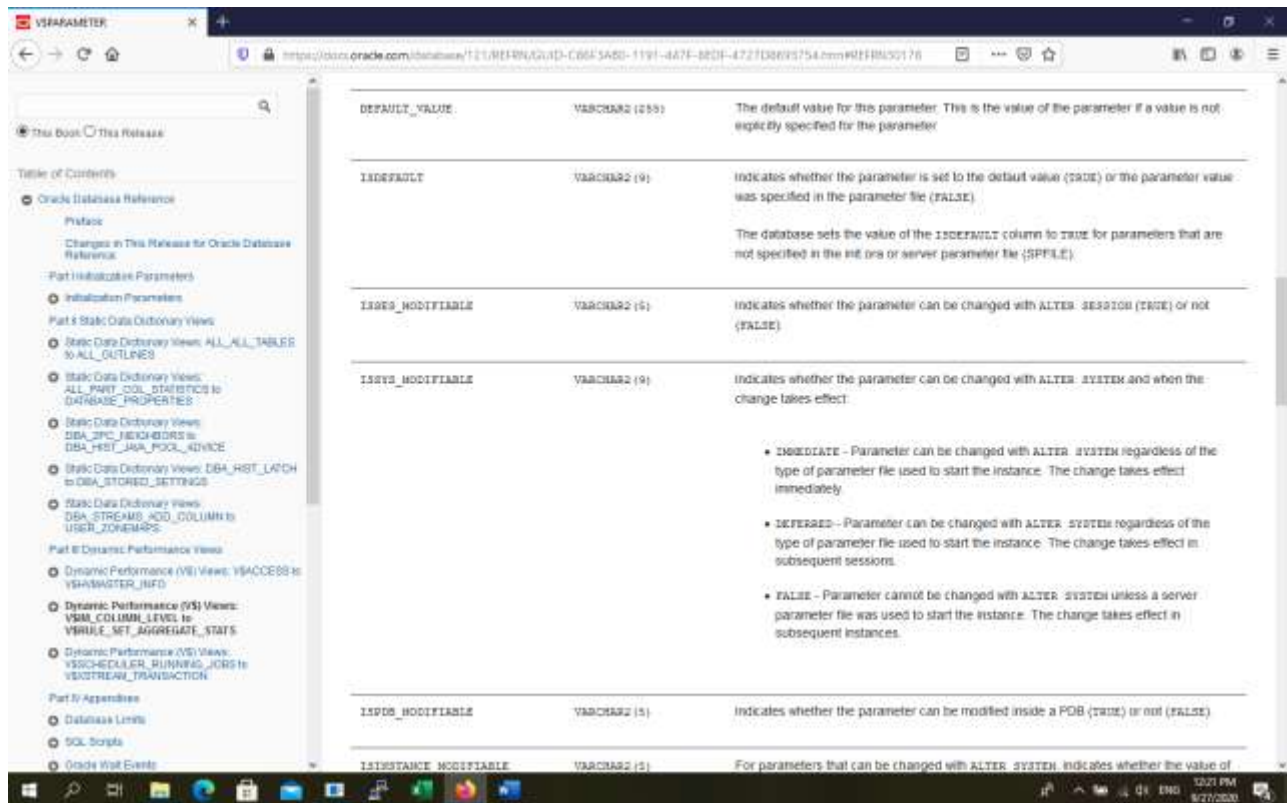 V$PARAMETER
oracle.com
This Book This Release
Table of Contents
Oracle Database Reference
Preface
Changes in This Release for Oracle Database
Reference
Part I Initialization Parameters
Initialization Parameters
Part II Static Data Dictionary Views
Static Data Dictionary Views: ALL_ALL_TABLES
to ALL_OUTLINES
Static Data Dictionary Views:
ALL_PART_COL_STATISTICS to
DATABASE_PROPERTIES
Static Data Dictionary Views:
DBA_2PC_NEIGHBORS to
DBA_HIST_JAVA_POOL_ADVICE
Static Data Dictionary Views: DBA_HIST_LATCH
to DBA_STORED_SETTINGS
Static Data Dictionary Views:
DBA_STREAMS_ADD_COLUMN to
USER_ZONEMAPS
Part III Dynamic Performance Views
Dynamic Performance (V$) Views: V$ACCESS to
V$HVMASTER_INFO
Dynamic Performance (V$) Views:
V$IM_COLUMN_LEVEL to
V$RULE_SET_AGGREGATE_STATS
Dynamic Performance (V$) Views:
V$SCHEDULER_RUNNING_JOBS to
V$XSTREAM_TRANSACTION
Part IV Appendixes
Database Limits
SQL Scripts
Oracle Wait Events
DEFAULT_VALUE VARCHAR2(255) The default value for this parameter. This is the value of the parameter if a value is not
explicitly specified for the parameter.
ISDEFAULT VARCHAR2(9) Indicates whether the parameter is set to the default value (TRUE) or the parameter value
was specified in the parameter file (FALSE).
The database sets the value of the ISDEFAULT column to TRUE for parameters that are
not specified in the init.ora or server parameter file (SPFILE).
ISSES_MODIFIABLE VARCHAR2(5) Indicates whether the parameter can be changed with ALTER SESSION (TRUE) or not
(FALSE)
ISSYS_MODIFIABLE VARCHAR2(9) Indicates whether the parameter can be changed with ALTER SYSTEM and when the
change takes effect:
• IMMEDIATE - Parameter can be changed with ALTER SYSTEM regardless of the
type of parameter file used to start the instance. The change takes effect
immediately.
• DEFERRED - Parameter can be changed with ALTER SYSTEM regardless of the
type of parameter file used to start the instance. The change takes effect in
subsequent sessions.
• FALSE - Parameter cannot be changed with ALTER SYSTEM unless a server
parameter file was used to start the instance. The change takes effect in
subsequent instances.
ISPDB_MODIFIABLE VARCHAR2(5) Indicates whether the parameter can be modified inside a PDB (TRUE) or not (FALSE)
ISINSTANCE_MODIFIABLE VARCHAR2(5) For parameters that can be changed with ALTER SYSTEM, indicates whether the value of
ENG
12:21 PM
9/27/2020